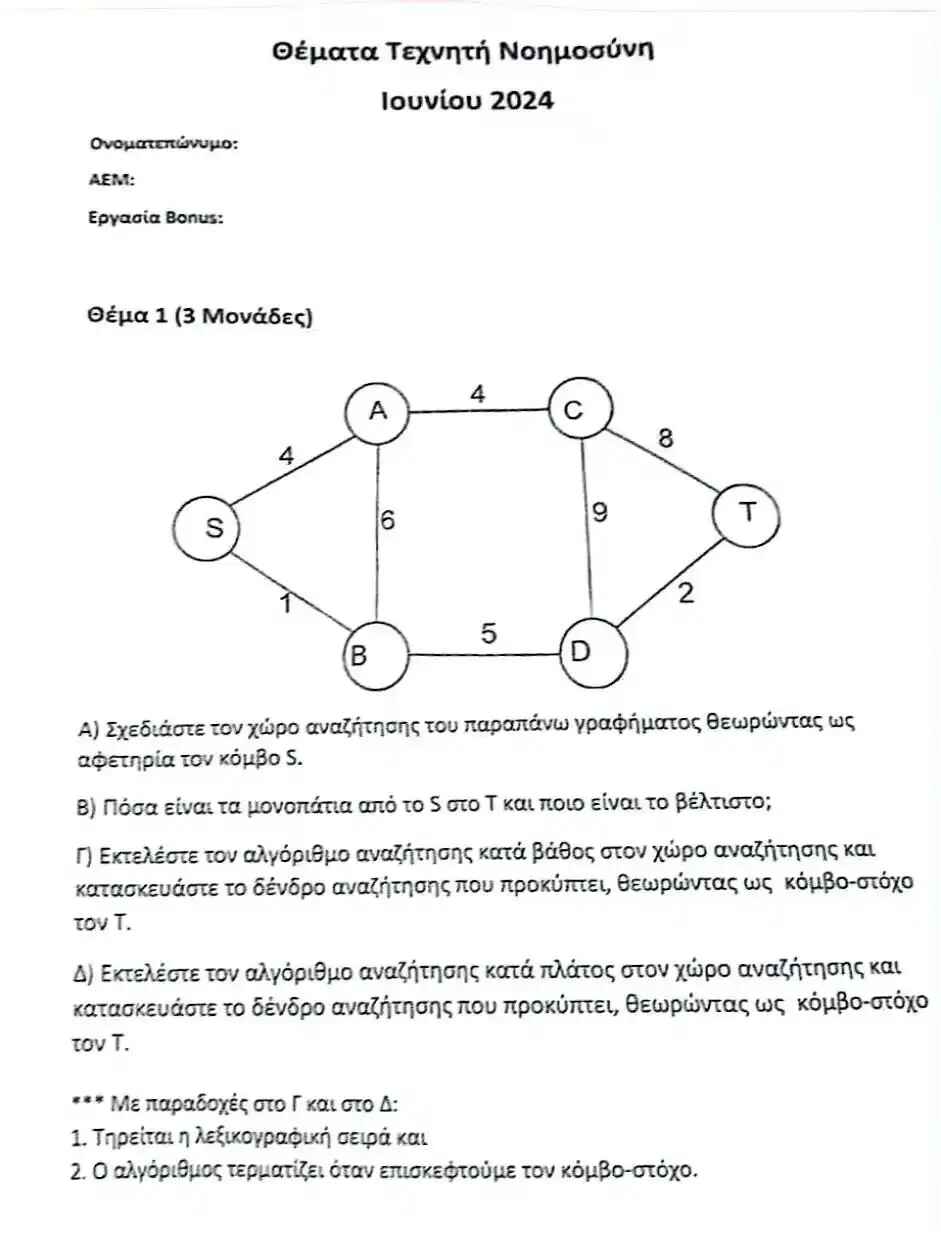 Θέματα Τεχνητή Νοημοσύνη
Ιουνίου 2024
Ονοματεπώνυμο:
ΑΕΜ:
Εργασία Bonus:
Θέμα 1 (3 Μονάδες)
A 4 C
4 8
S 6 9 T
1 2
B 5 D
Α) Σχεδιάστε τον χώρο αναζήτησης του παραπάνω γραφήματος θεωρώντας ως
αφετηρία τον κόμβο S.
Β) Πόσα είναι τα μονοπάτια από το S στο T και ποιο είναι το βέλτιστο;
Γ) Εκτελέστε τον αλγόριθμο αναζήτησης κατά βάθος στον χώρο αναζήτησης και
κατασκευάστε το δένδρο αναζήτησης που προκύπτει, θεωρώντας ως κόμβο-στόχο
τον T.
Δ) Εκτελέστε τον αλγόριθμο αναζήτησης κατά πλάτος στον χώρο αναζήτησης και
κατασκευάστε το δένδρο αναζήτησης που προκύπτει, θεωρώντας ως κόμβο-στόχο
τον T.
*** Με παραδοχές στο Γ και στο Δ:
1. Τηρείται η λεξικογραφική σειρά και
2. Ο αλγόριθμος τερματίζει όταν επισκεφτούμε τον κόμβο-στόχο.